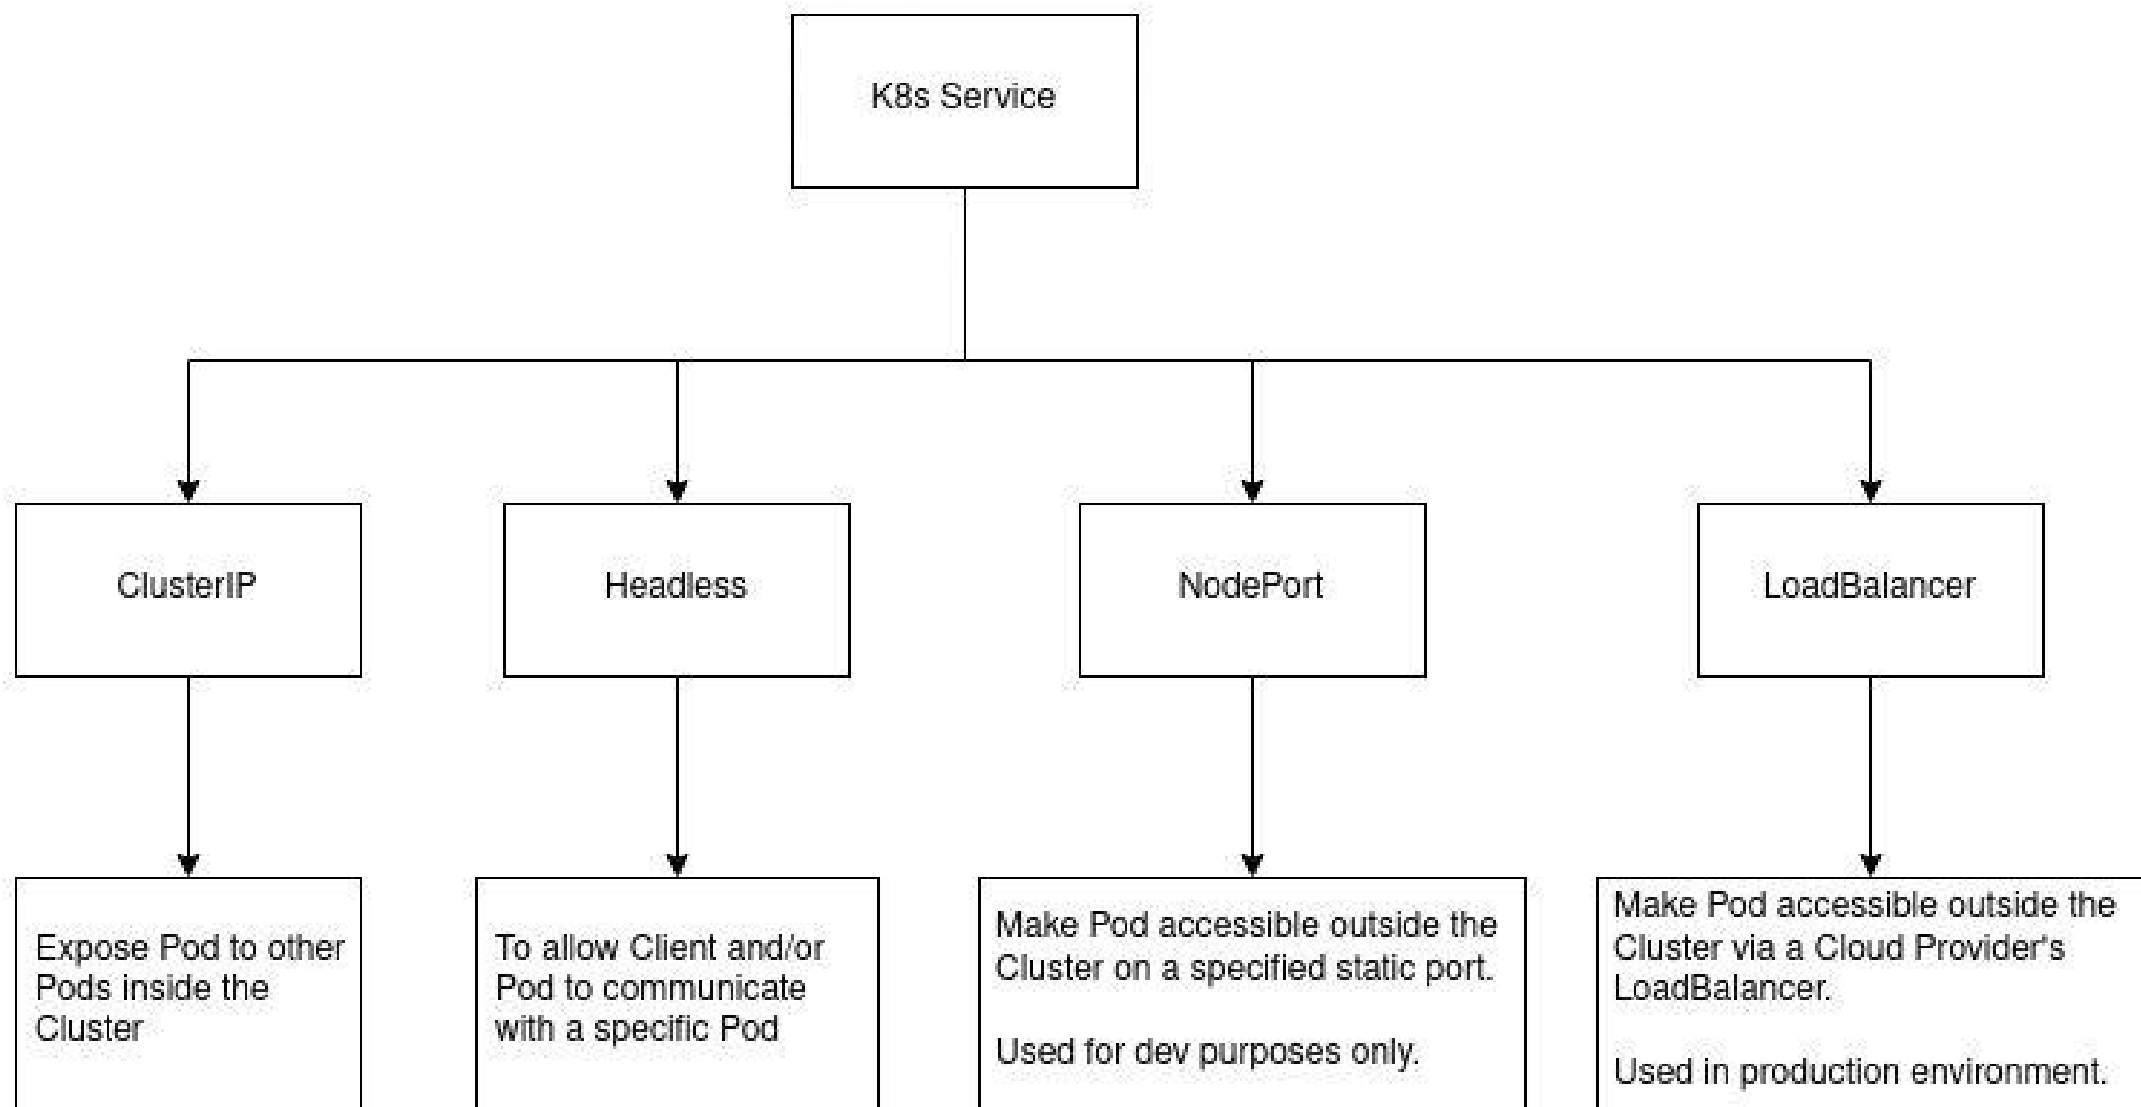 K8s Service
ClusterIP
Headless
NodePort
LoadBalancer
Expose Pod to other
Pods inside the
Cluster
To allow Client and/or
Pod to communicate
with a specific Pod
Make Pod accessible outside the
Cluster on a specified static port.
Used for dev purposes only.
Make Pod accessible outside the
Cluster via a Cloud Provider's
LoadBalancer.
Used in production environment.